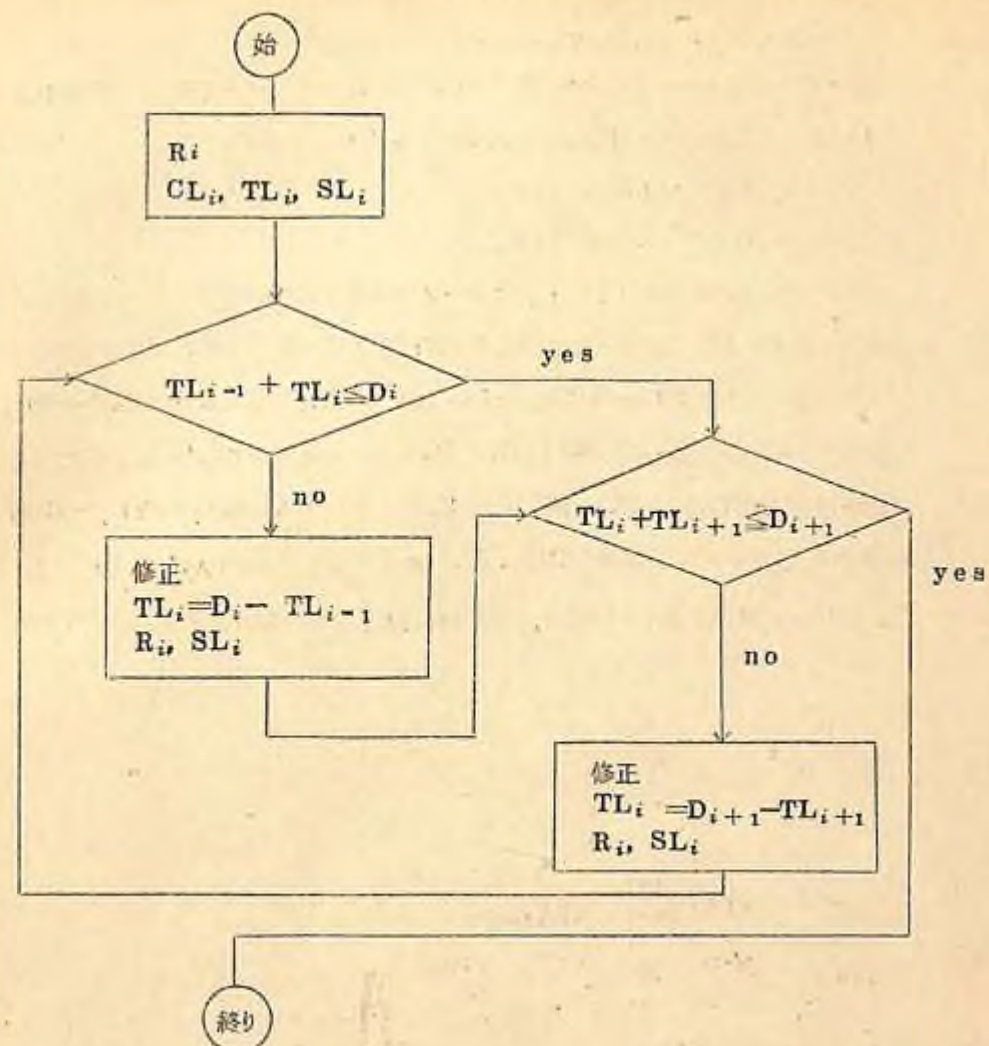 始
Ri
CLi, TLi, SLi
TLi-1 + TLi≦Di
yes
no
修正
TLi=Di− TLi-1
Ri, SLi
TLi+TLi+1≦Di+1
yes
no
修正
TLi =Di+1−TLi+1
Ri, SLi
終り